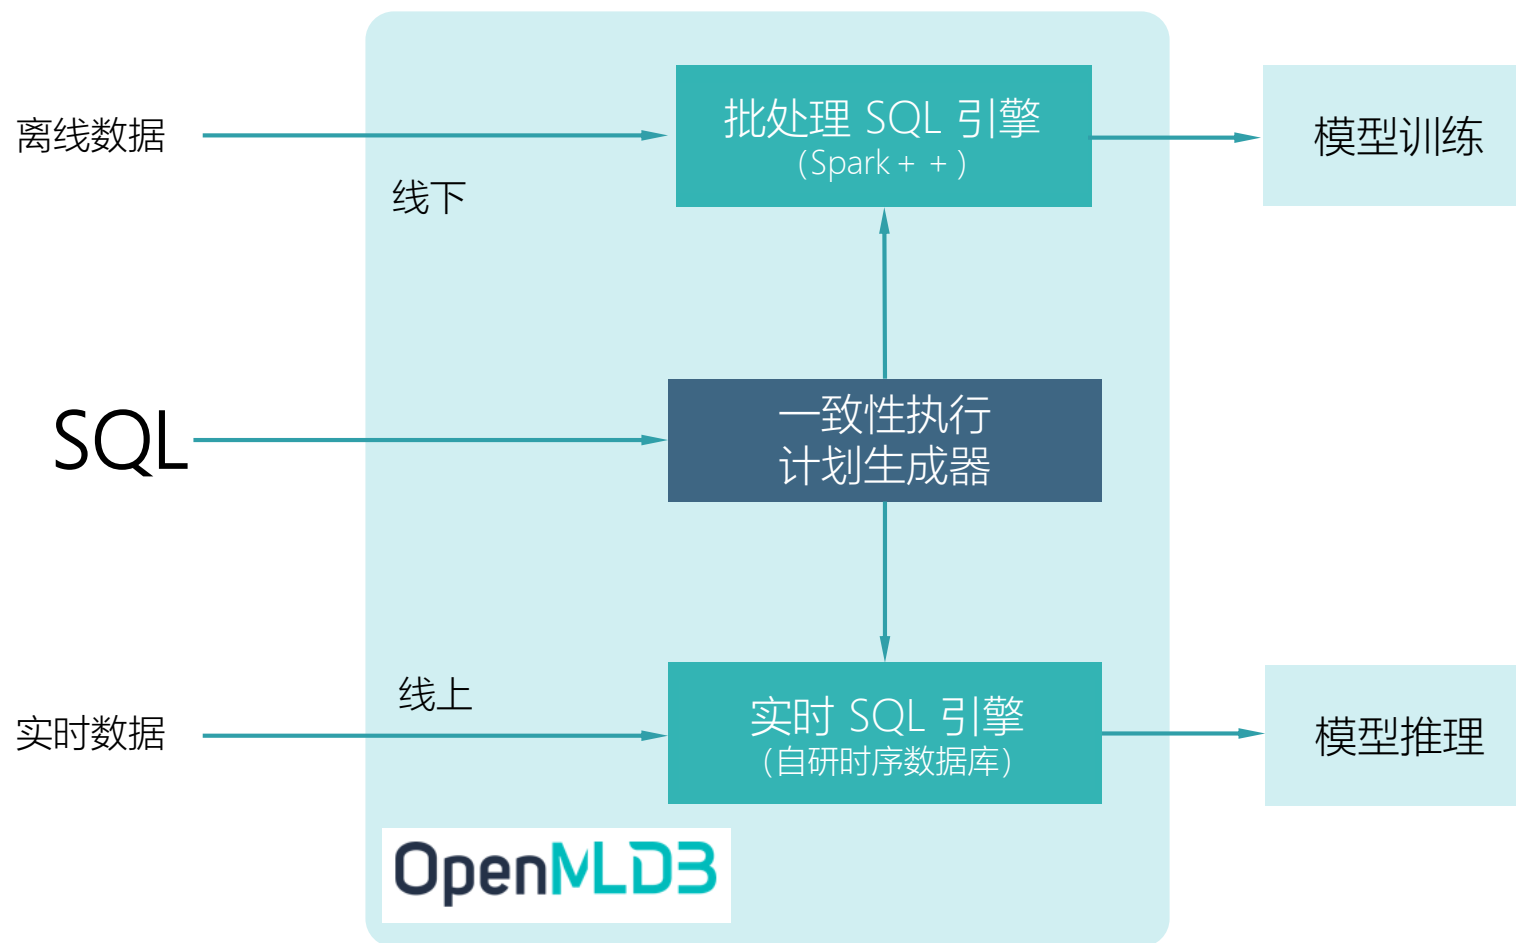 离线数据
线下
批处理 SQL 引擎
(Spark + +)
模型训练
SQL
一致性执行
计划生成器
线上
实时数据
实时 SQL 引擎
(自研时序数据库)
模型推理
OpenMLDB